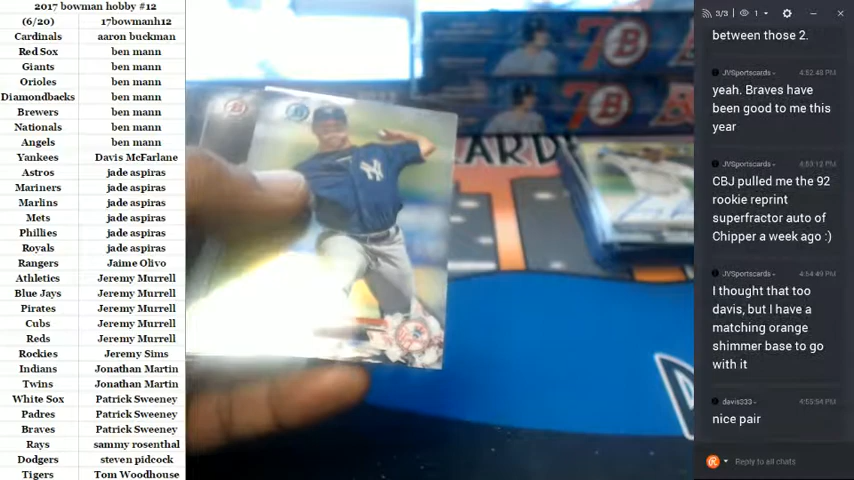 2017 bowman hobby #12
(6/20) 17bowmanh12
Cardinals aaron buckman
Red Sox ben mann
Giants ben mann
Orioles ben mann
Diamondbacks ben mann
Brewers ben mann
Nationals ben mann
Angels ben mann
Yankees Davis McFarlane
Astros jade aspiras
Mariners jade aspiras
Marlins jade aspiras
Mets jade aspiras
Phillies jade aspiras
Royals jade aspiras
Rangers Jaime Olivo
Athletics Jeremy Murrell
Blue Jays Jeremy Murrell
Pirates Jeremy Murrell
Cubs Jeremy Murrell
Reds Jeremy Murrell
Rockies Jeremy Sims
Indians Jonathan Martin
Twins Jonathan Martin
White Sox Patrick Sweeney
Padres Patrick Sweeney
Braves Patrick Sweeney
Rays sammy rosenthal
Dodgers steven pidcock
Tigers Tom Woodhouse
7 B
7 B
CARD
B
B
NY
3/3 1
between those 2.
JVSportscards 4:52:48 PM
yeah. Braves have
been good to me this
year
JVSportscards 4:53:12 PM
CBJ pulled me the 92
rookie reprint
superfractor auto of
Chipper a week ago :)
JVSportscards 4:54:49 PM
I thought that too
davis, but I have a
matching orange
shimmer base to go
with it
davis333 4:55:54 PM
nice pair
Reply to all chats